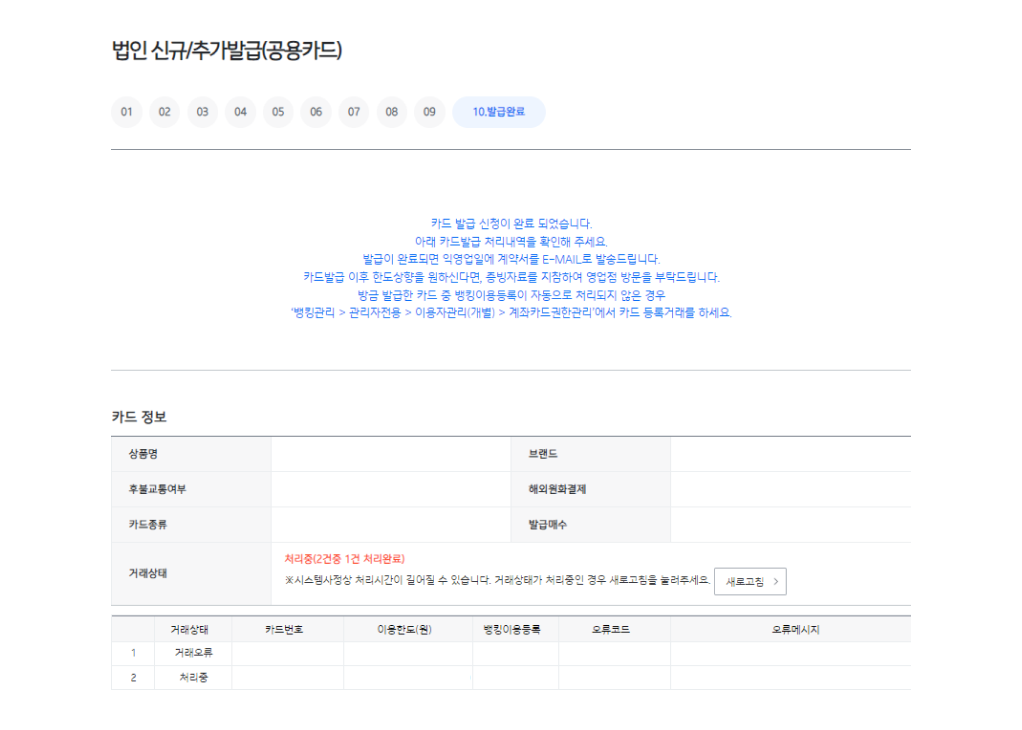 법인 신규/추가발급(공용카드)
01 02 03 04 05 06 07 08 09 10.발급완료
카드 발급 신청이 완료 되었습니다.
아래 카드발급 처리내역을 확인해 주세요.
발급이 완료되면 익영업일에 계약서를 E-MAIL로 발송드립니다.
카드발급 이후 한도상향을 원하신다면, 증빙자료를 지참하여 영업점 방문을 부탁드립니다.
방금 발급한 카드 중 뱅킹이용등록이 자동으로 처리되지 않은 경우
'뱅킹관리 > 관리자전용 > 이용자관리(개별) > 계좌카드권한관리'에서 카드 등록거래를 하세요.
카드 정보
상품명 브랜드
후불교통여부 해외원화결제
카드종류 발급매수
거래상태 처리중(2건중 1건 처리완료)
※시스템사정상 처리시간이 길어질 수 있습니다. 거래상태가 처리중인 경우 새로고침을 눌러주세요. 새로고침 >
거래상태 카드번호 이용한도(원) 뱅킹이용등록 오류코드 오류메시지
1 거래오류
2 처리중